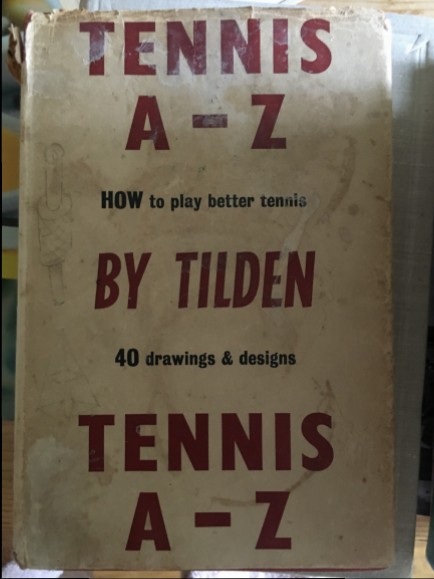 TENNIS
A - Z
HOW to play better tennis
BY TILDEN
40 drawings & designs
TENNIS
A - Z